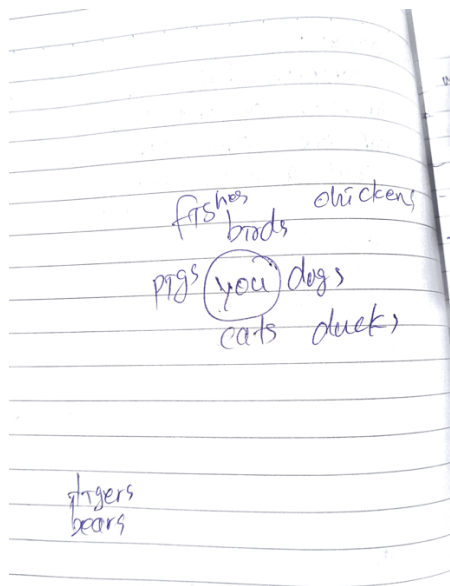 fishes chickens
birds
pigs you dogs
cats ducks
tigers
bears